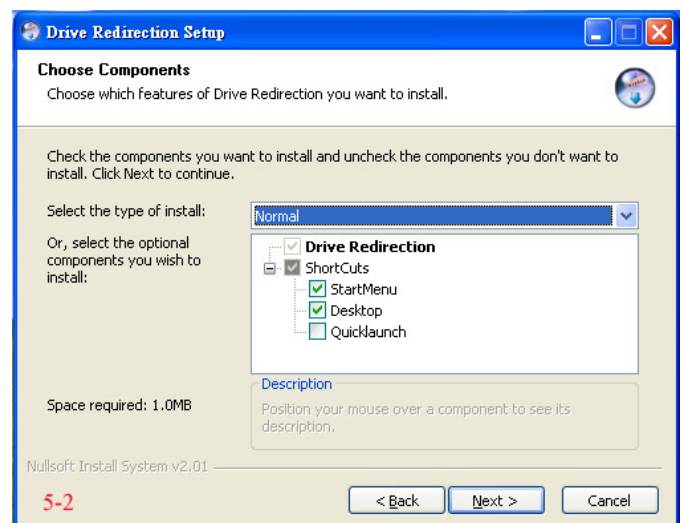 Drive Redirection Setup
Choose Components
Choose which features of Drive Redirection you want to install.
Check the components you want to install and uncheck the components you don't want to
install. Click Next to continue.
Select the type of install:
Normal
Or, select the optional
components you wish to
install:
Drive Redirection
ShortCuts
StartMenu
Desktop
Quicklaunch
Space required: 1.0MB
Description
Position your mouse over a component to see its
description.
Nullsoft Install System v2.01
5-2
< Back
Next >
Cancel